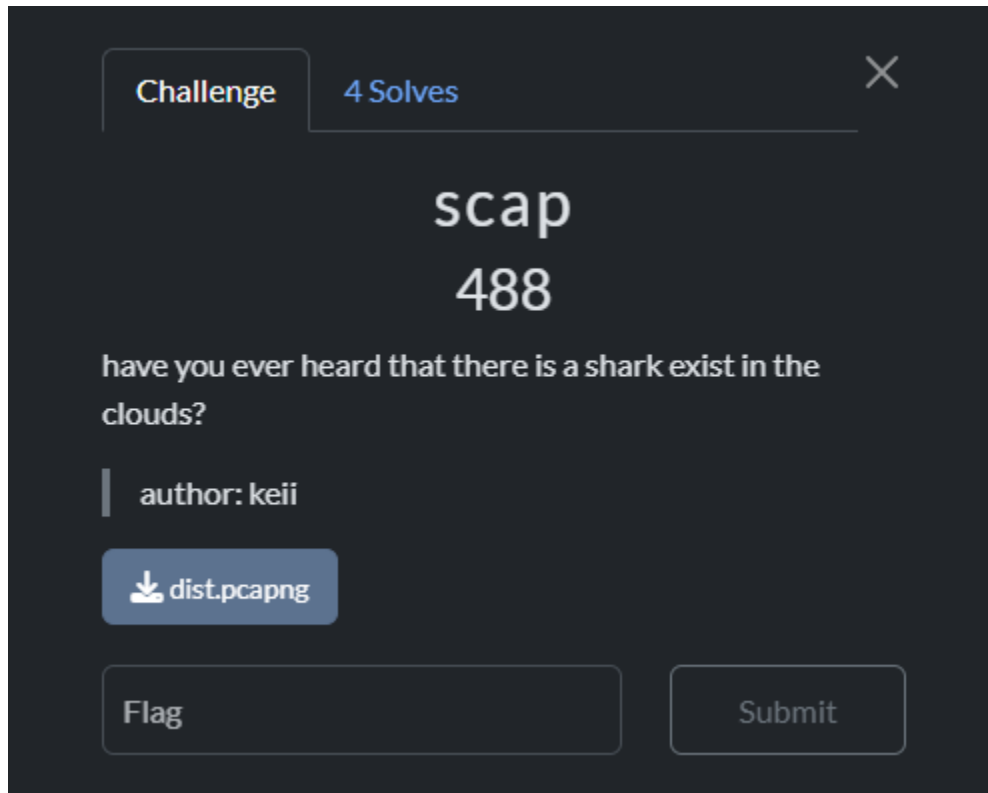 Challenge
4 Solves
scap
488
have you ever heard that there is a shark exist in the
clouds?
author: keii
dist.pcapng
Flag
Submit